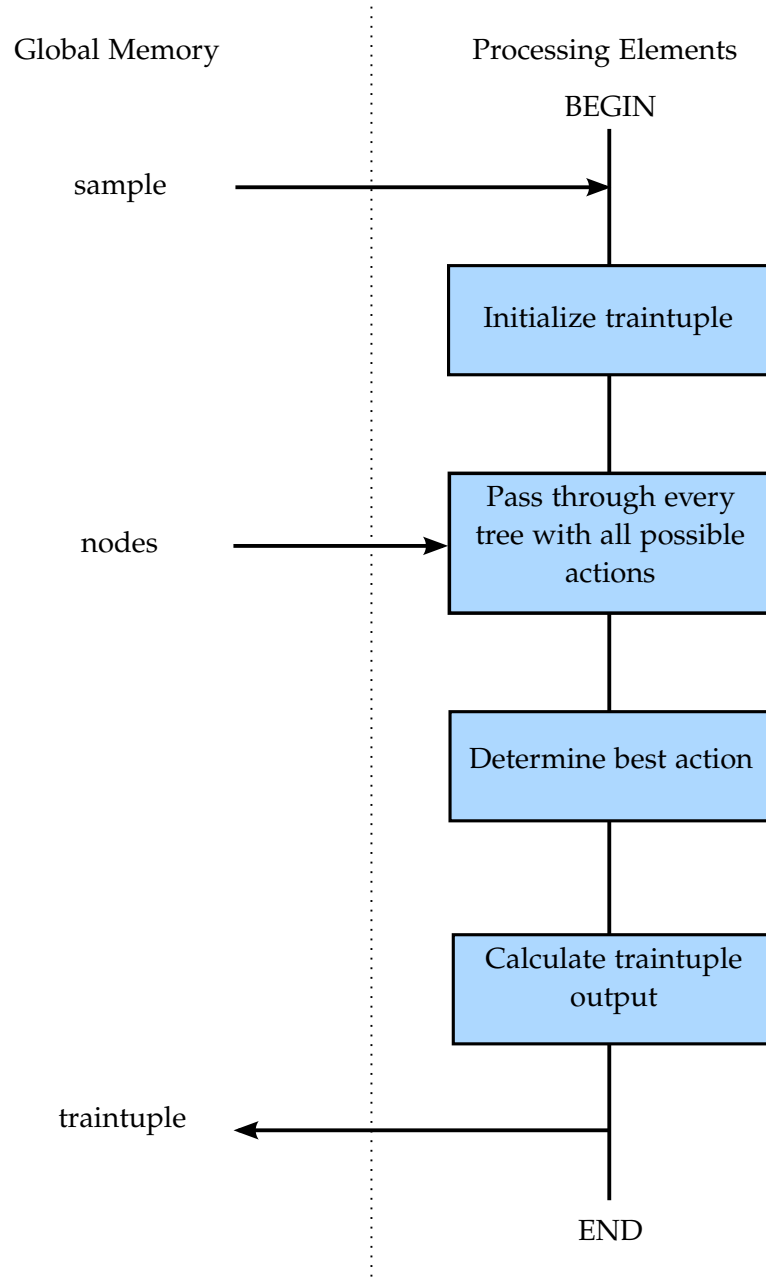 Global Memory
Processing Elements
BEGIN
sample
Initialize traintuple
Pass through every
tree with all possible
actions
nodes
Determine best action
Calculate traintuple
output
traintuple
END